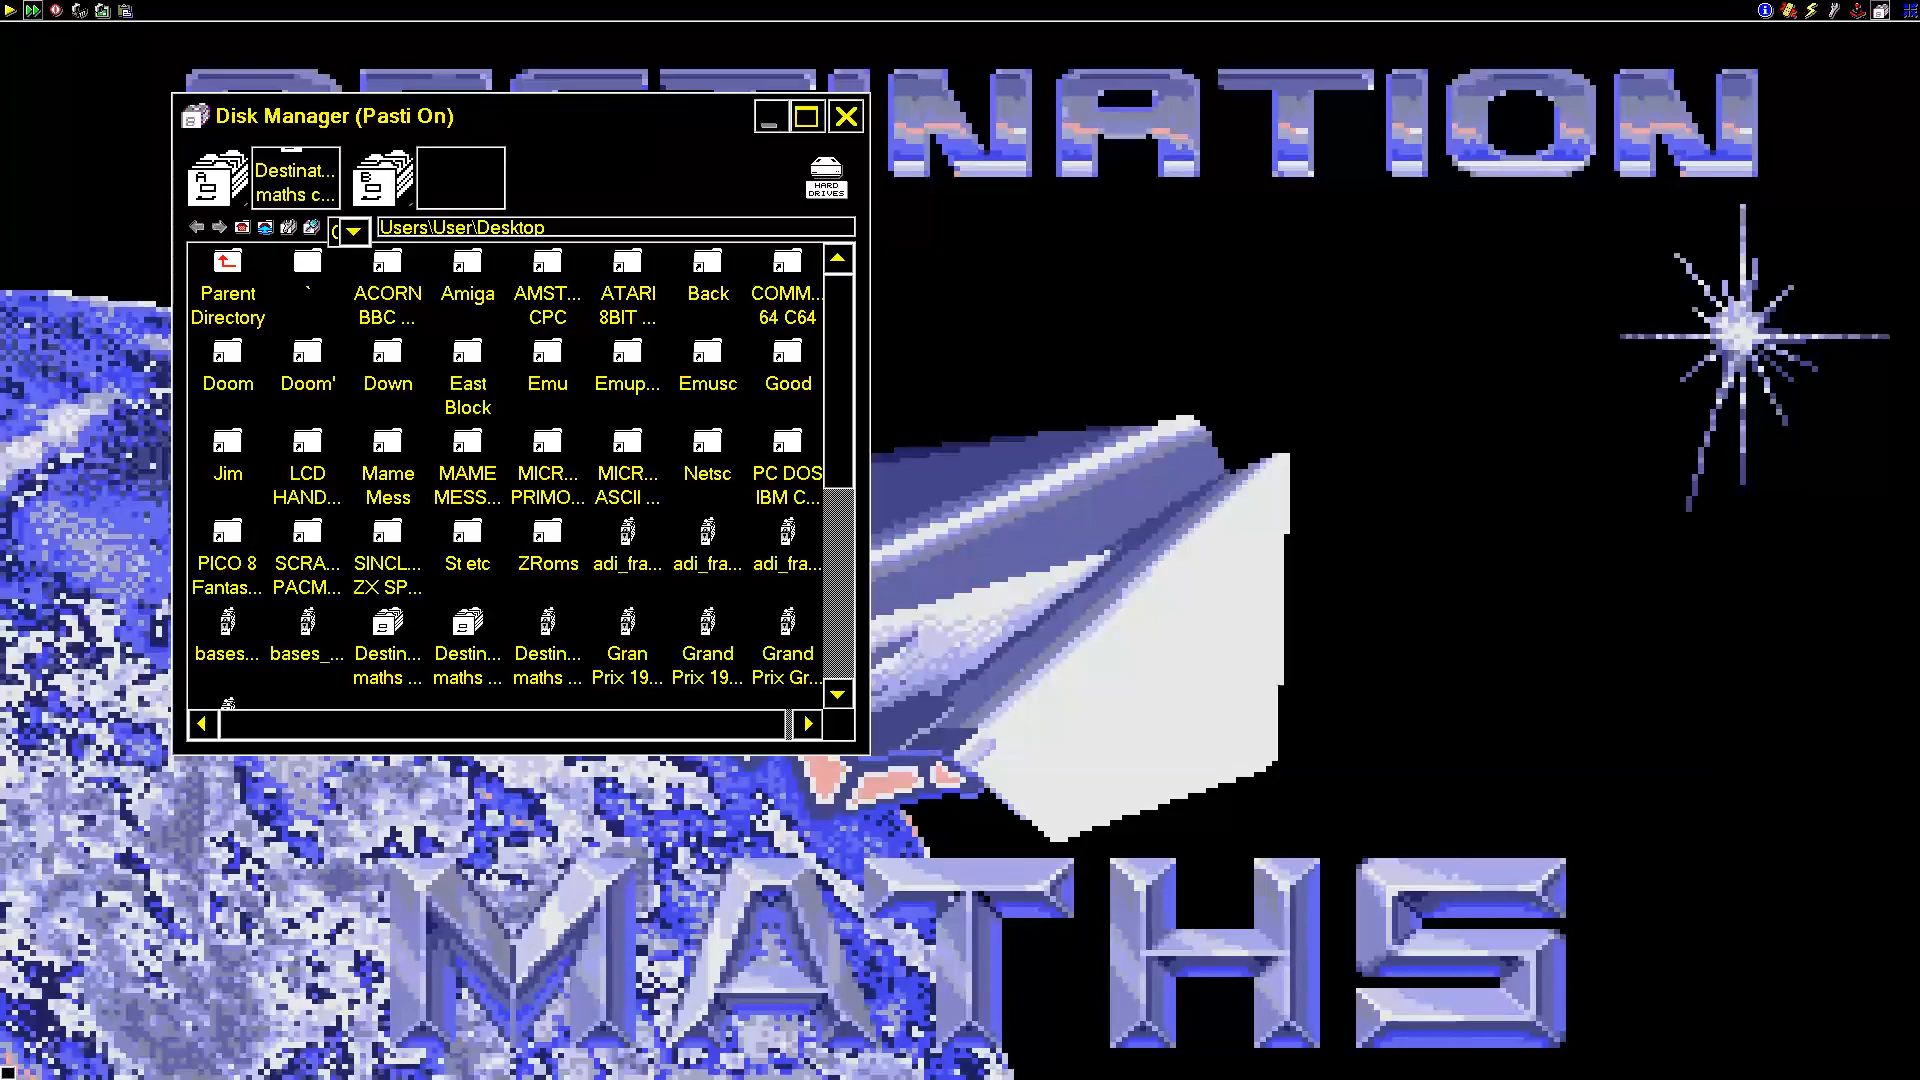 DESTINATION
Disk Manager (Pasti On)
A
Destinat...
maths c...
B
HARD
DRIVES
Users\User\Desktop
Parent
Directory
`
ACORN
BBC ...
Amiga
AMST...
CPC
ATARI
8BIT ...
Back
COMM...
64 C64
Doom
Doom'
Down
East
Block
Emu
Emup...
Emusc
Good
Jim
LCD
HAND...
Mame
Mess
MAME
MESS...
MICR...
PRIMO...
MICR...
ASCII ...
Netsc
PC DOS
IBM C...
PICO 8
Fantas...
SCRA...
PACM...
SINCL...
ZX SP...
St etc
ZRoms
adi_fra...
adi_fra...
adi_fra...
bases...
bases_...
Destin...
maths ...
Destin...
maths ...
Destin...
maths ...
Gran
Prix 19...
Grand
Prix 19...
Grand
Prix Gr...
MATHS